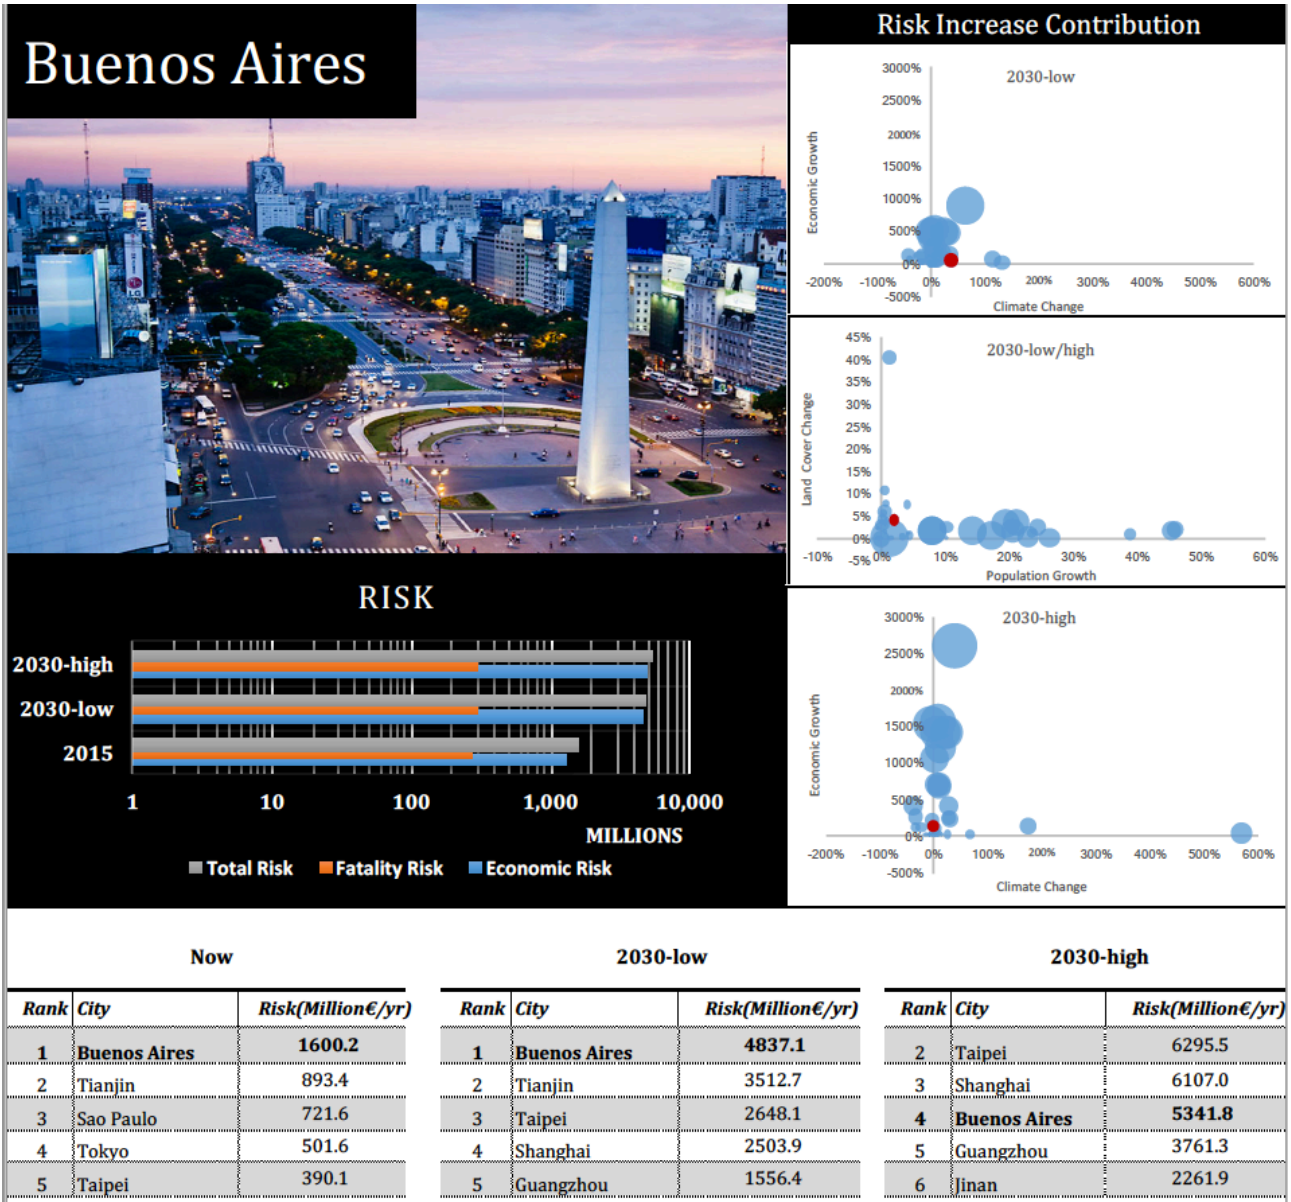 Buenos Aires
Risk Increase Contribution
2030-low
3000%
2500%
2000%
1500%
1000%
500%
0%
-500%
Economic Growth
-200% -100% 0% 100% 200% 300% 400% 500% 600%
Climate Change
2030-low/high
45%
40%
35%
30%
25%
20%
15%
10%
5%
0%
-5%
Land Cover Change
-10% 0% 10% 20% 30% 40% 50% 60%
Population Growth
2030-high
3000%
2500%
2000%
1500%
1000%
500%
0%
-500%
Economic Growth
-200% -100% 0% 100% 200% 300% 400% 500% 600%
Climate Change
LG
RISK
2030-high
2030-low
2015
1 10 100 1,000 10,000
MILLIONS
Total Risk Fatality Risk Economic Risk
Now
Rank City Risk(Million€/yr)
1 Buenos Aires 1600.2
2 Tianjin 893.4
3 Sao Paulo 721.6
4 Tokyo 501.6
5 Taipei 390.1
2030-low
Rank City Risk(Million€/yr)
1 Buenos Aires 4837.1
2 Tianjin 3512.7
3 Taipei 2648.1
4 Shanghai 2503.9
5 Guangzhou 1556.4
2030-high
Rank City Risk(Million€/yr)
2 Taipei 6295.5
3 Shanghai 6107.0
4 Buenos Aires 5341.8
5 Guangzhou 3761.3
6 Jinan 2261.9